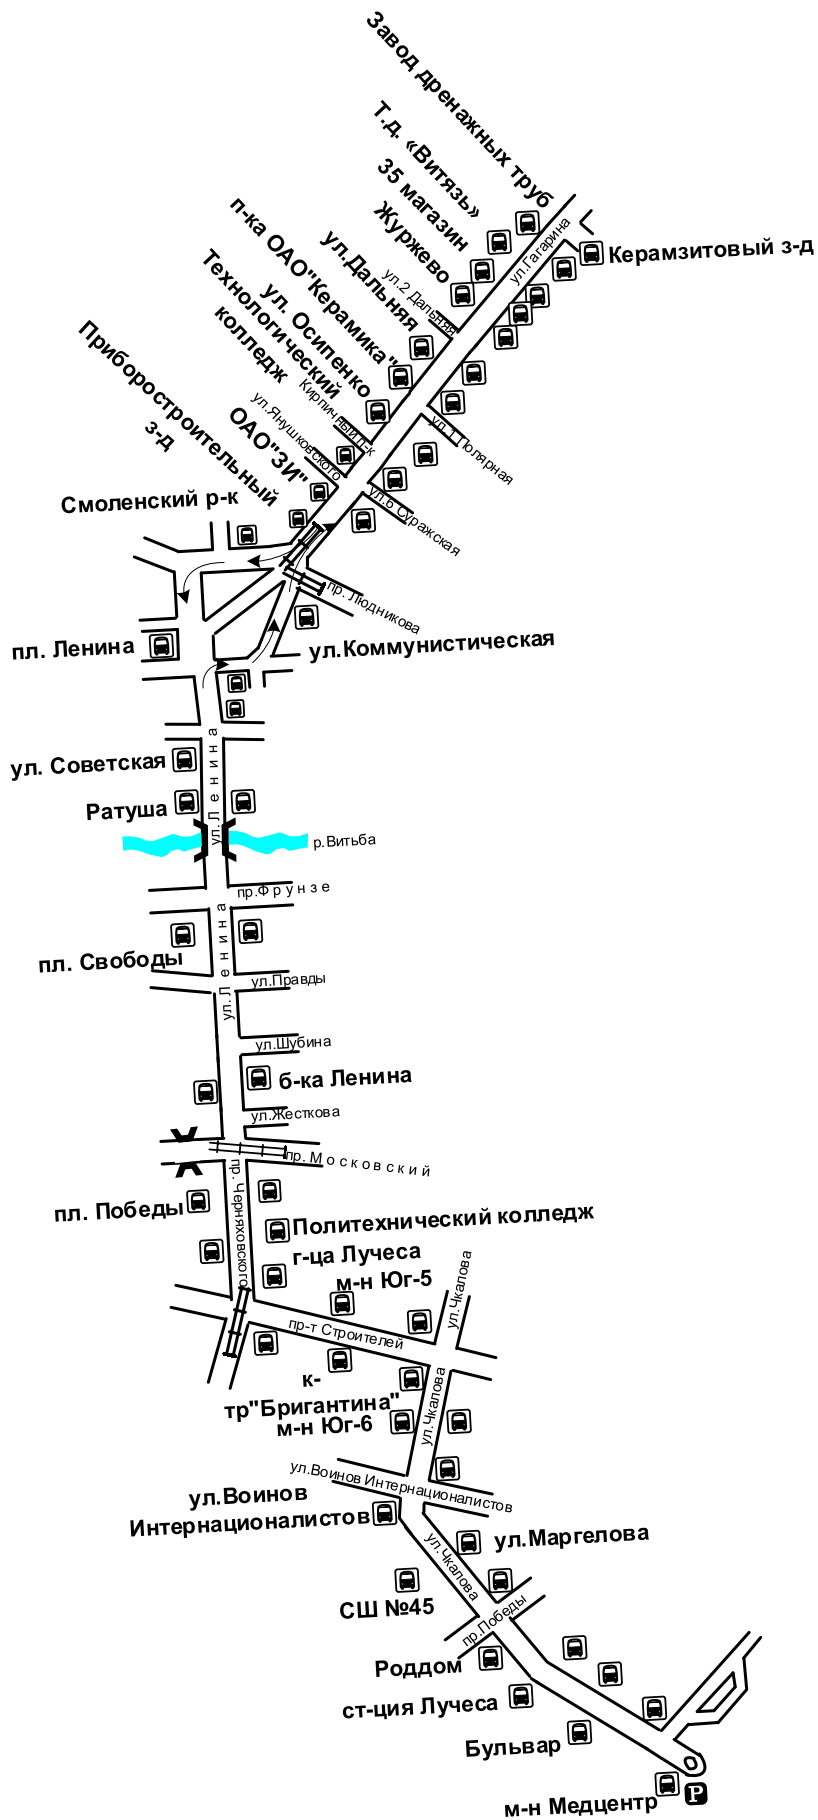 Завод дренажных труб
Т.д. «Витязь»
35 магазин
Журжево
ул.Гагарина
Керамзитовый з-д
ул.2 Дальняя
ул.Дальняя
п-ка ОАО"Керамика"
ул. Осипенко
Технологический
колледж
Кирпичный п-к
ул.1 Полярная
ул.Янушковского
ОАО"ЗИ"
Приборостроительный
з-д
ул.6 Суражская
Смоленский р-к
пр. Людникова
пл. Ленина
ул.Коммунистическая
ул. Советская
ул.Ленина
Ратуша
р.Витьба
пр.Фрунзе
пл. Свободы
ул.Ленина
ул.Правды
ул.Шубина
б-ка Ленина
ул.Жесткова
пр. Московский
пр. Черняховского
пл. Победы
Политехнический колледж
г-ца Лучеса
м-н Юг-5
ул.Чкалова
пр-т Строителей
к-
тр"Бригантина"
м-н Юг-6
ул.Чкалова
ул.Воинов Интернационалистов
ул.Воинов
Интернационалистов
ул.Чкалова
ул.Маргелова
СШ №45
пр.Победы
Роддом
ст-ция Лучеса
Бульвар
м-н Медцентр
P